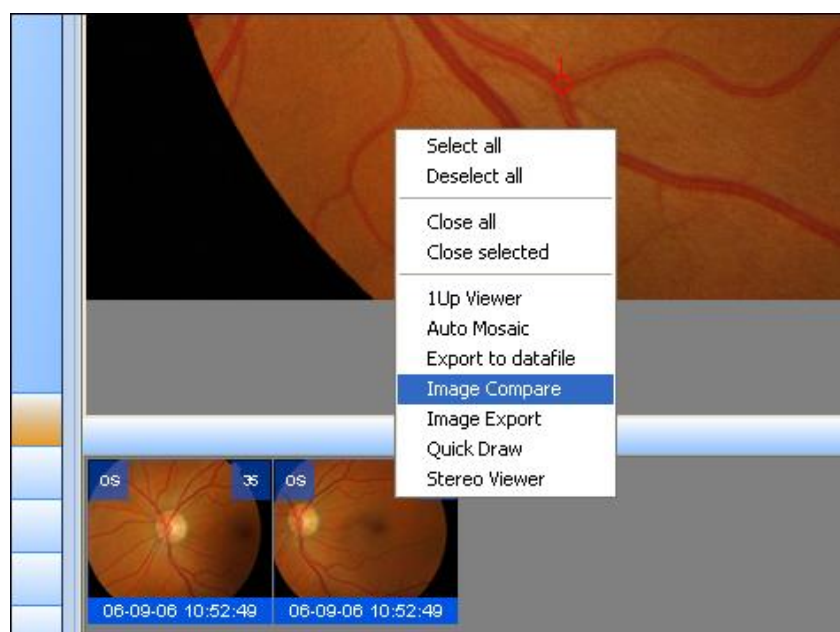 Select all
Deselect all
Close all
Close selected
1Up Viewer
Auto Mosaic
Export to datafile
Image Compare
Image Export
Quick Draw
Stereo Viewer
OS 35 OS
06-09-06 10:52:49 06-09-06 10:52:49